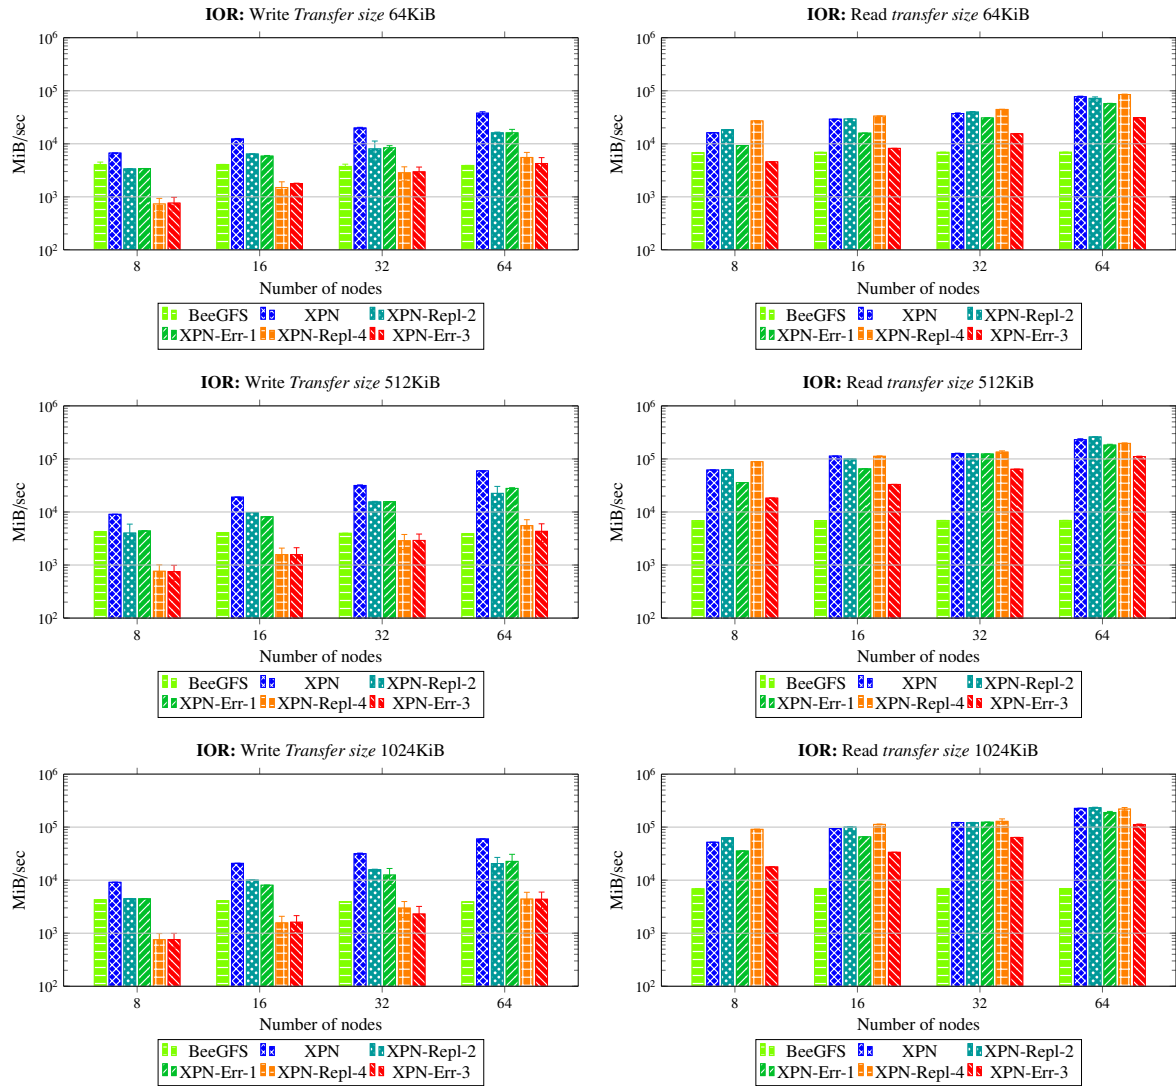 IOR: Write Transfer size 64KiB
10^6
10^5
10^4
10^3
10^2
MiB/sec
8 16 32 64
Number of nodes
BeeGFS XPN XPN-Repl-2
XPN-Err-1 XPN-Repl-4 XPN-Err-3
IOR: Read transfer size 64KiB
10^6
10^5
10^4
10^3
10^2
MiB/sec
8 16 32 64
Number of nodes
BeeGFS XPN XPN-Repl-2
XPN-Err-1 XPN-Repl-4 XPN-Err-3
IOR: Write Transfer size 512KiB
10^6
10^5
10^4
10^3
10^2
MiB/sec
8 16 32 64
Number of nodes
BeeGFS XPN XPN-Repl-2
XPN-Err-1 XPN-Repl-4 XPN-Err-3
IOR: Read transfer size 512KiB
10^6
10^5
10^4
10^3
10^2
MiB/sec
8 16 32 64
Number of nodes
BeeGFS XPN XPN-Repl-2
XPN-Err-1 XPN-Repl-4 XPN-Err-3
IOR: Write Transfer size 1024KiB
10^6
10^5
10^4
10^3
10^2
MiB/sec
8 16 32 64
Number of nodes
BeeGFS XPN XPN-Repl-2
XPN-Err-1 XPN-Repl-4 XPN-Err-3
IOR: Read transfer size 1024KiB
10^6
10^5
10^4
10^3
10^2
MiB/sec
8 16 32 64
Number of nodes
BeeGFS XPN XPN-Repl-2
XPN-Err-1 XPN-Repl-4 XPN-Err-3